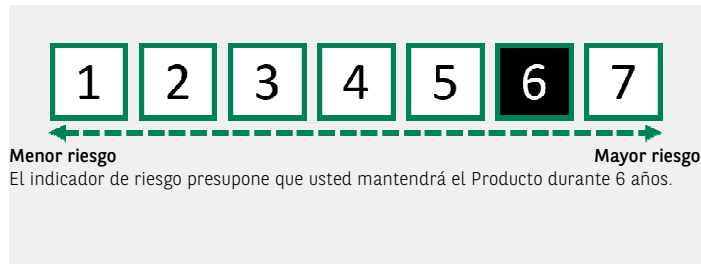 1 2 3 4 5 6 7
Menor riesgo Mayor riesgo
El indicador de riesgo presupone que usted mantendrá el Producto durante 6 años.